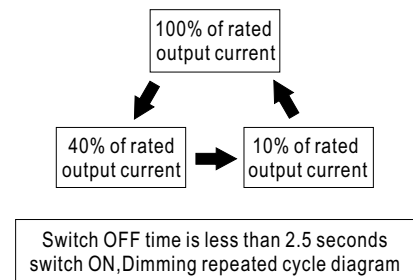 100% of rated
output current
40% of rated
output current
10% of rated
output current
Switch OFF time is less than 2.5 seconds
switch ON,Dimming repeated cycle diagram